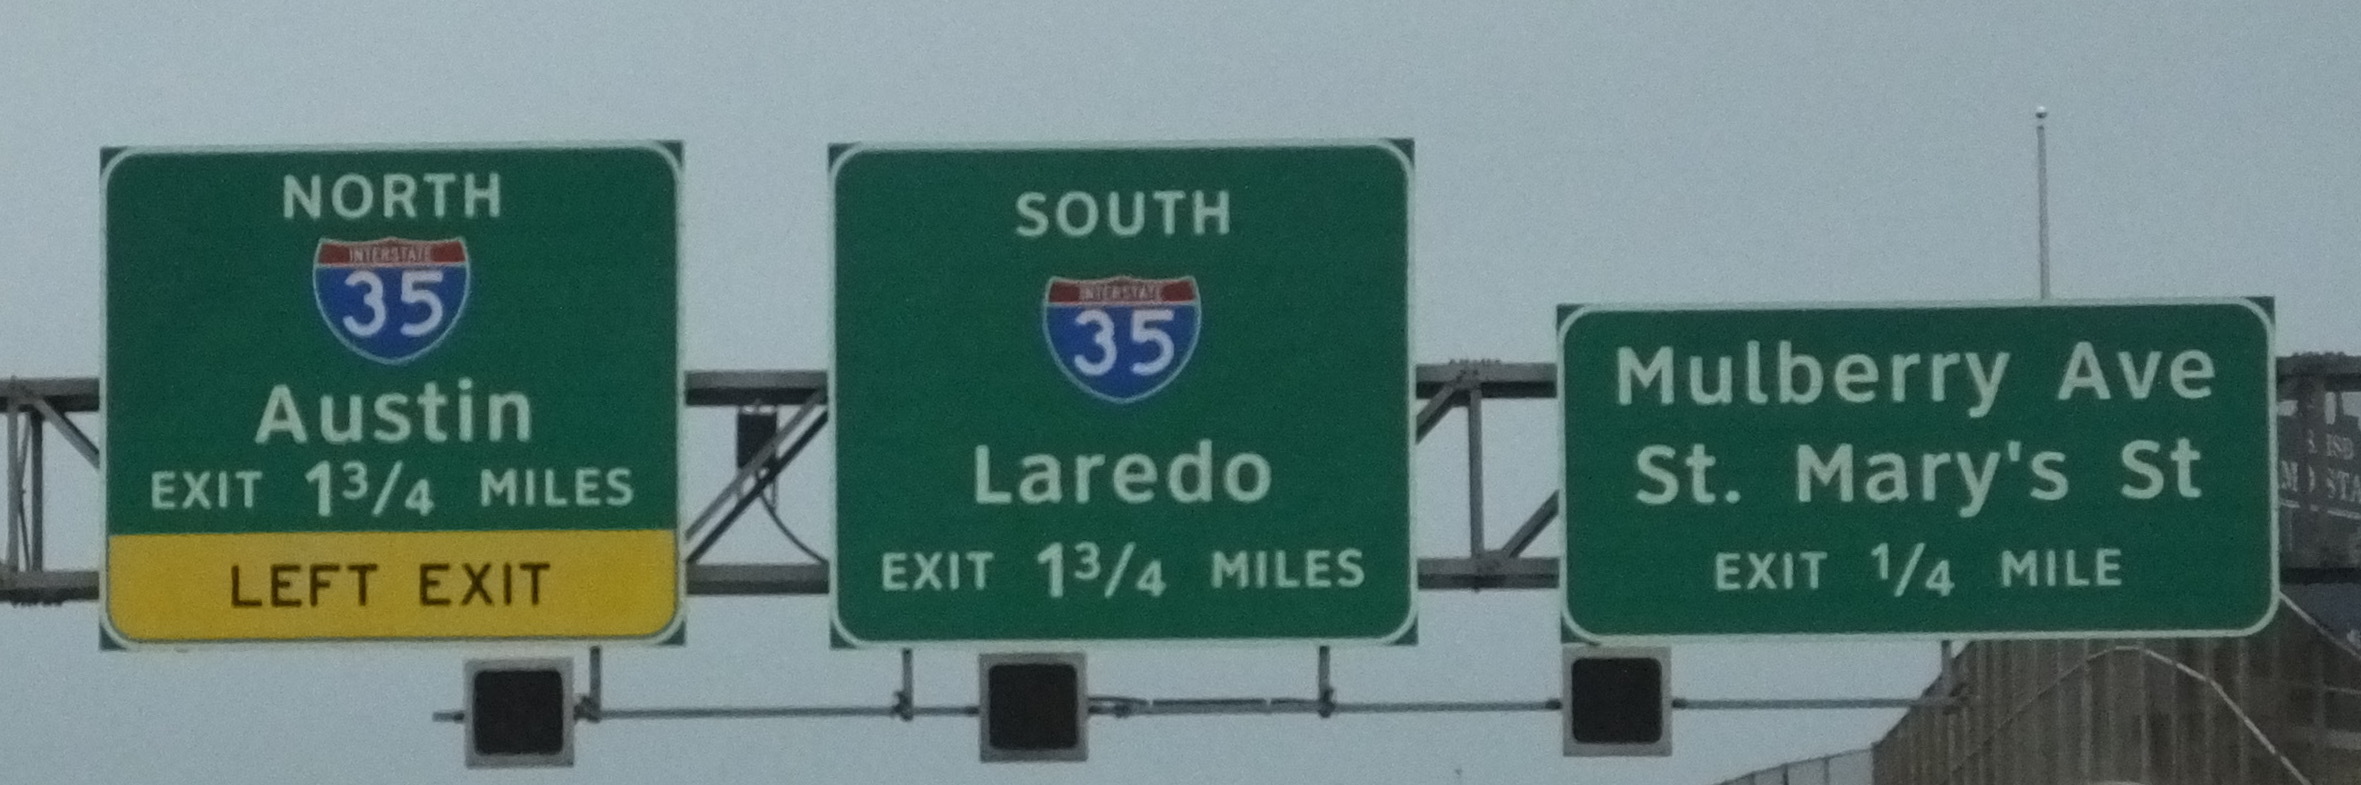 NORTH
INTERSTATE
35
Austin
EXIT 1 3/4 MILES
LEFT EXIT
SOUTH
INTERSTATE
35
Laredo
EXIT 1 3/4 MILES
Mulberry Ave
St. Mary's St
EXIT 1/4 MILE
ISD